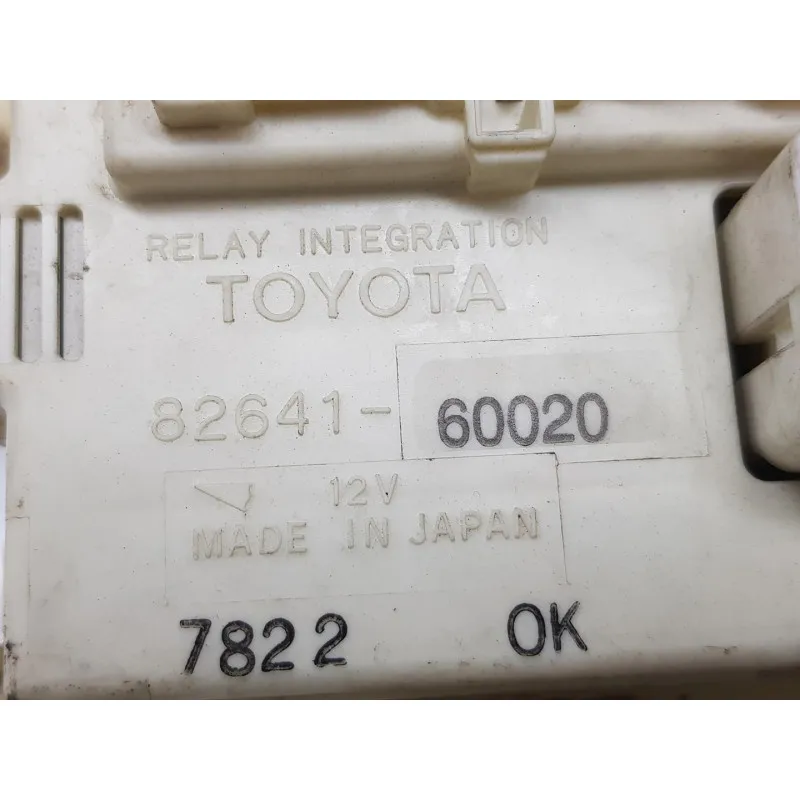 RELAY INTEGRATION
TOYOTA
82641-60020
12V
MADE IN JAPAN
7822 OK